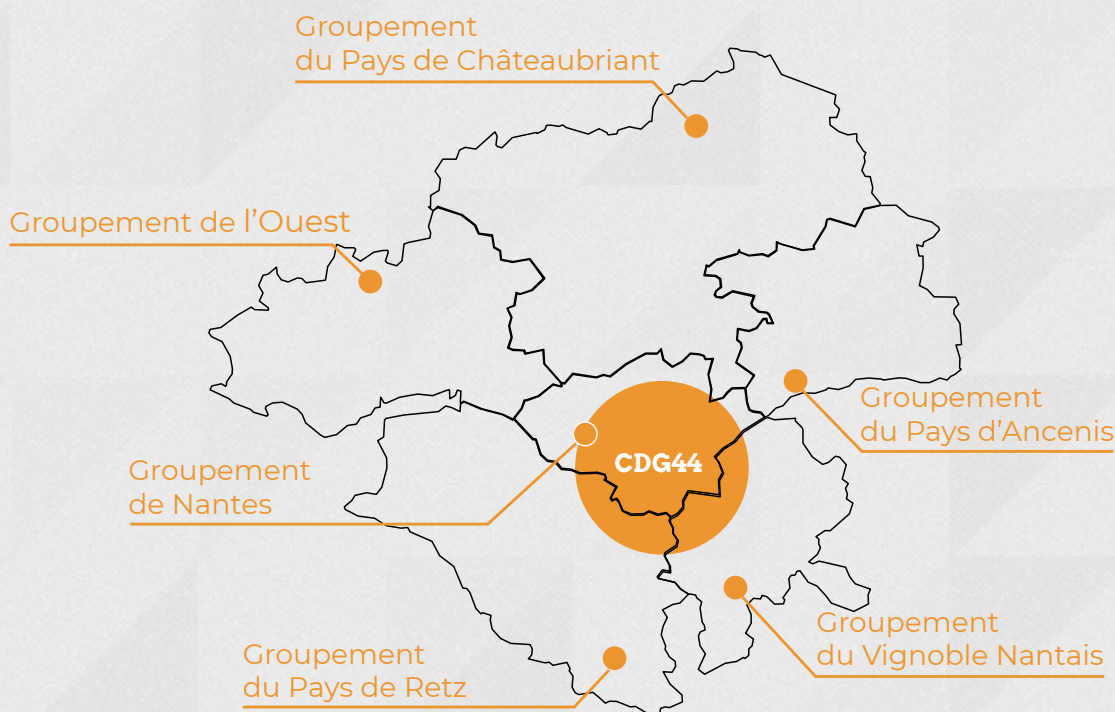 Groupement
du Pays de Châteaubriant
Groupement de l’Ouest
Groupement
du Pays d’Ancenis
CDG44
Groupement
de Nantes
Groupement
du Vignoble Nantais
Groupement
du Pays de Retz